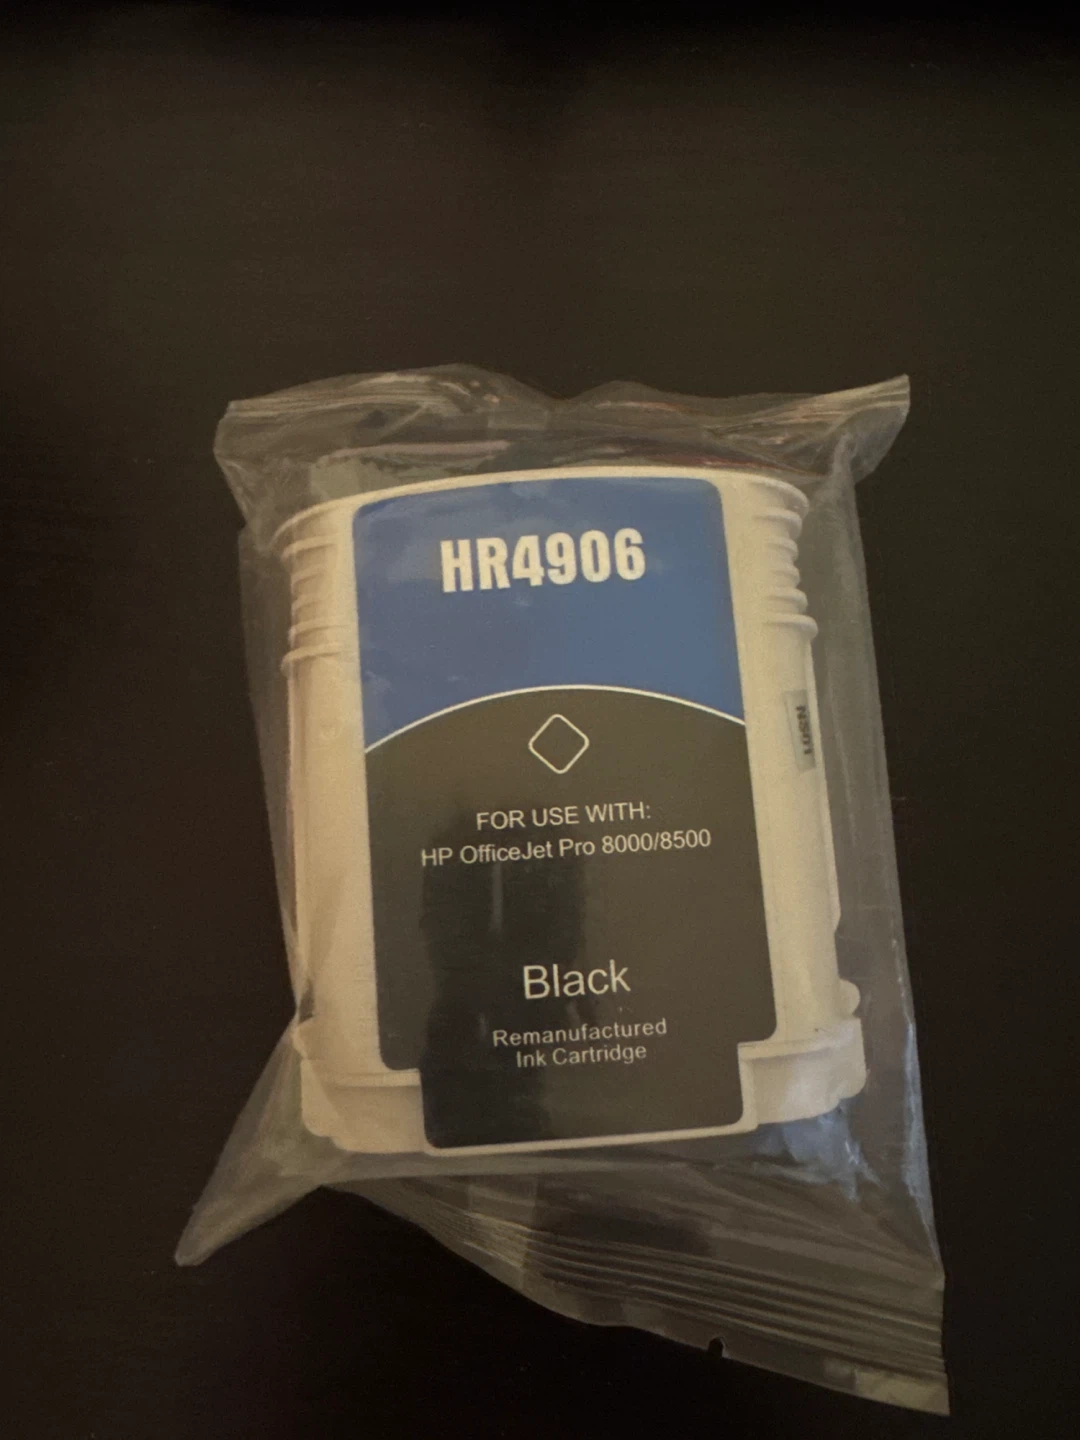 HR4906
FOR USE WITH:
HP OfficeJet Pro 8000/8500
Black
Remanufactured
Ink Cartridge